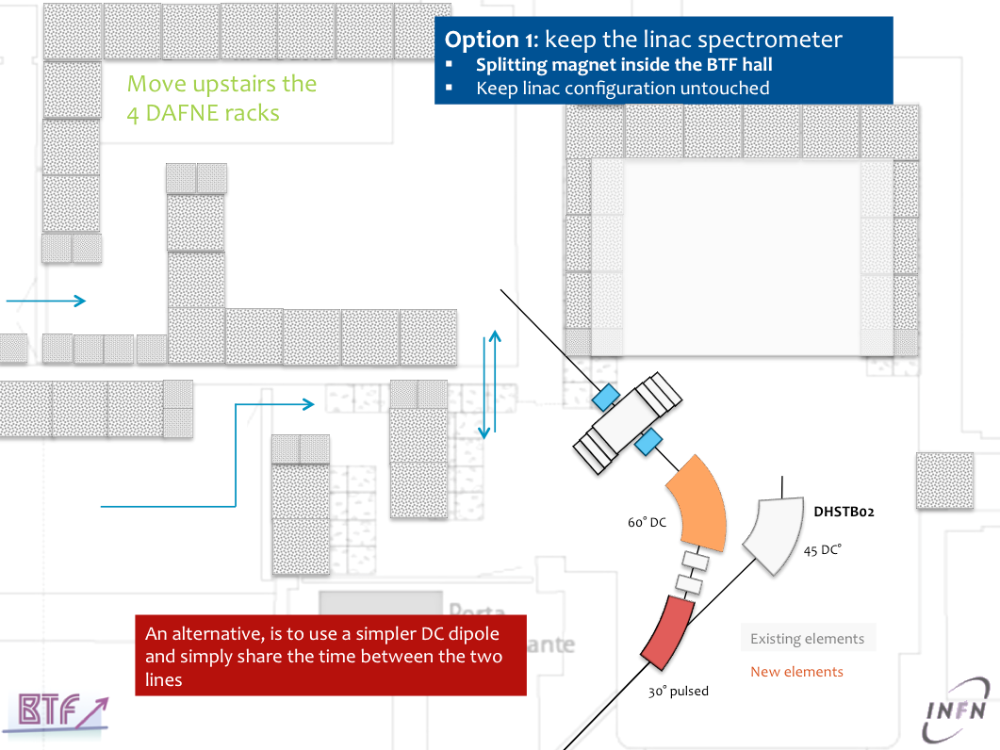 Option 1: keep the linac spectrometer
▪ Splitting magnet inside the BTF hall
▪ Keep linac configuration untouched
Move upstairs the
4 DAFNE racks
DHSTB02
60° DC
45 DC°
Porta
ante
An alternative, is to use a simpler DC dipole
and simply share the time between the two
lines
Existing elements
New elements
30° pulsed
BTF
INFN